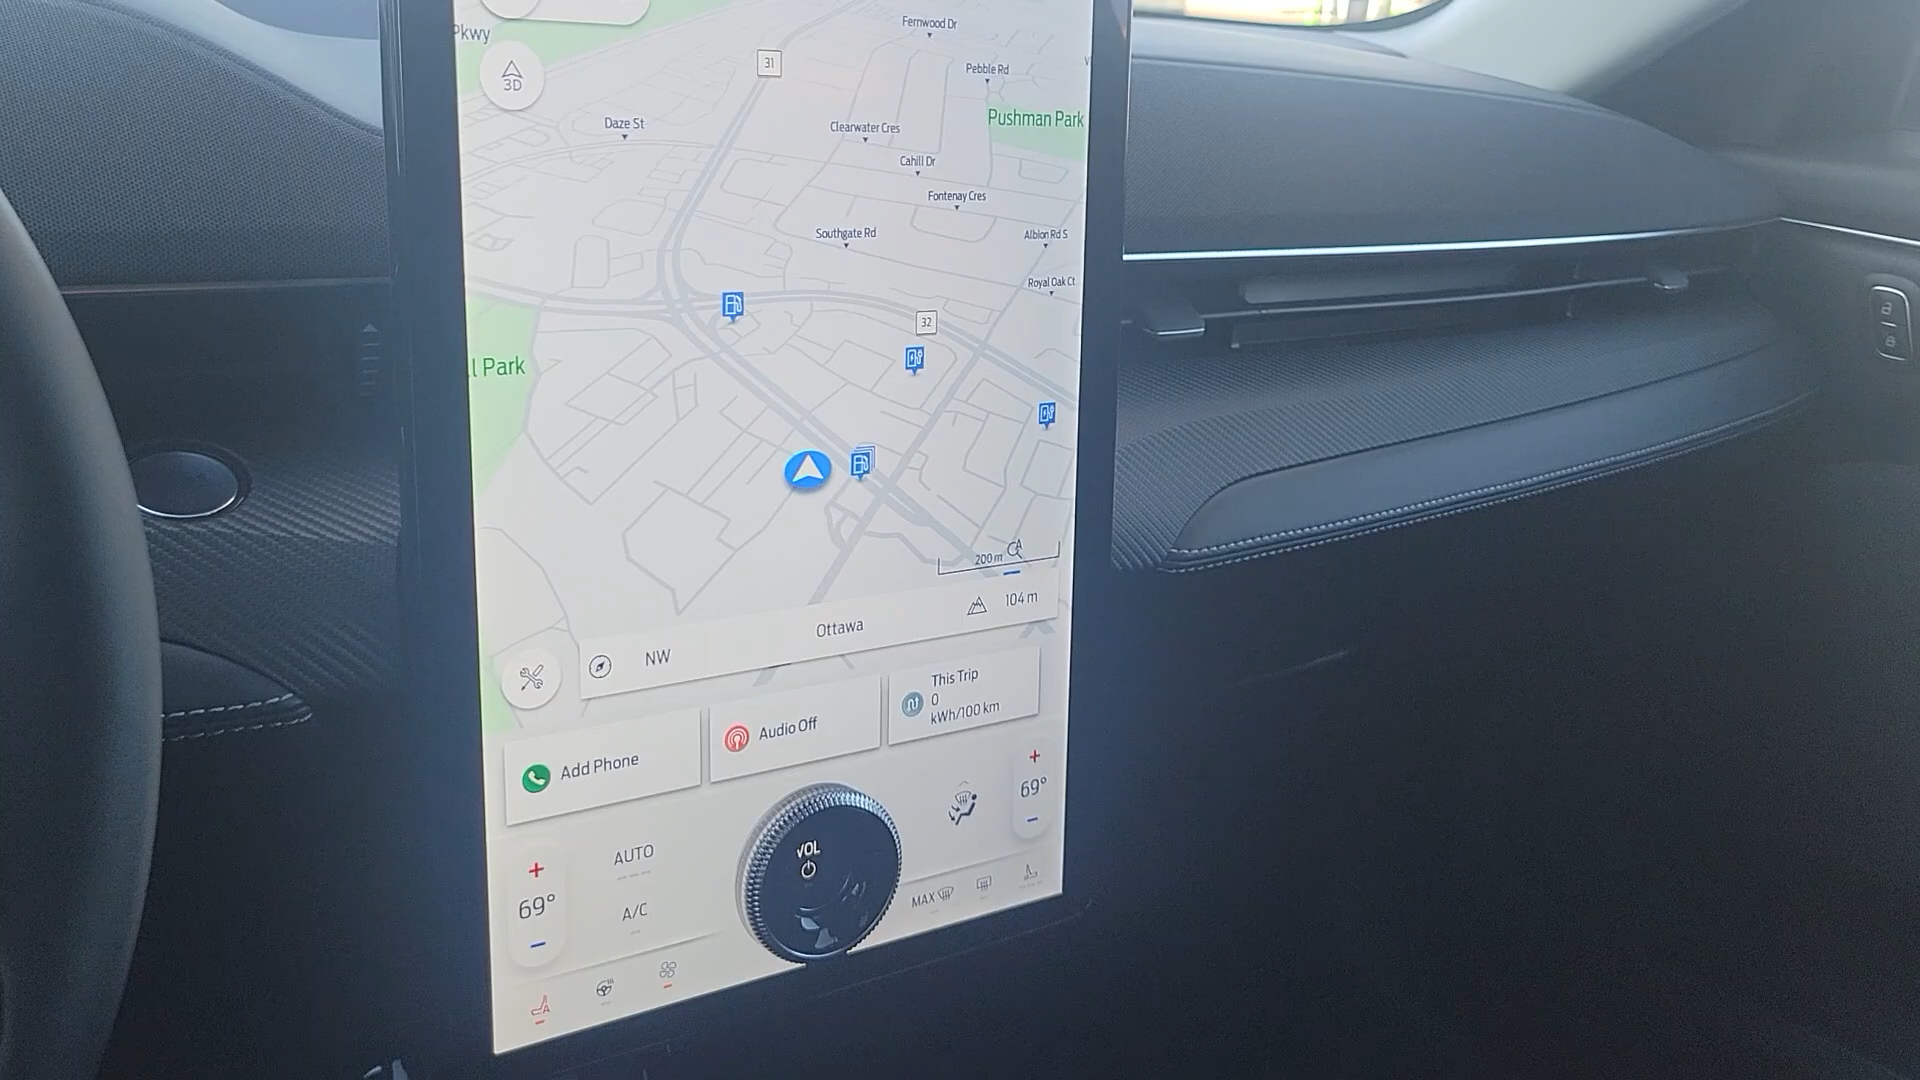 Pkwy
Fernwood Dr
31
3D
Pebble Rd
Daze St
Clearwater Cres
Pushman Park
Cahill Dr
Fontenay Cres
Southgate Rd
Albion Rd S
Royal Oak Ct
32
l Park
200 m
104 m
Ottawa
NW
This Trip
0
kWh/100 km
Audio Off
Add Phone
69°
AUTO
VOL
69°
A/C
MAX
A